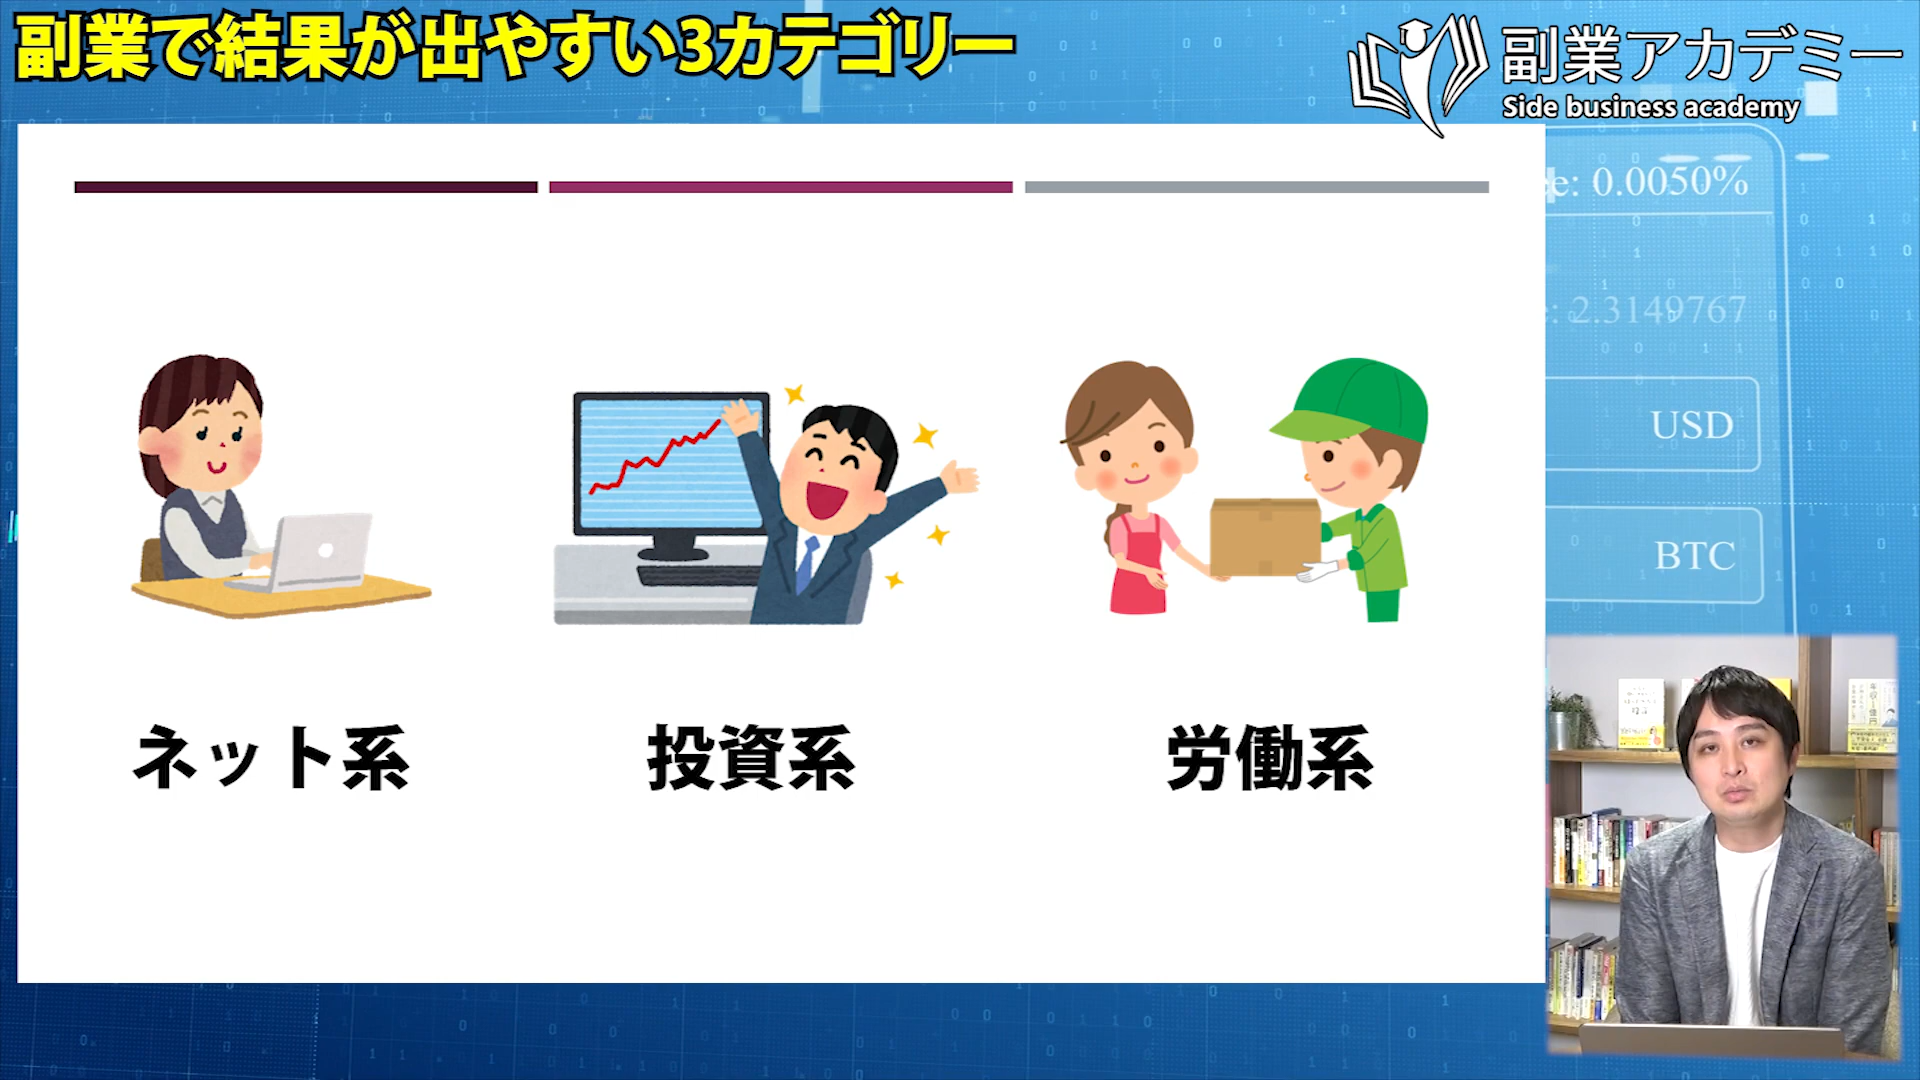 副業で結果が出やすい3カテゴリー
副業アカデミー
Side business academy
e: 0.0050%
: 2.3149767
USD
BTC
ネット系
投資系
労働系